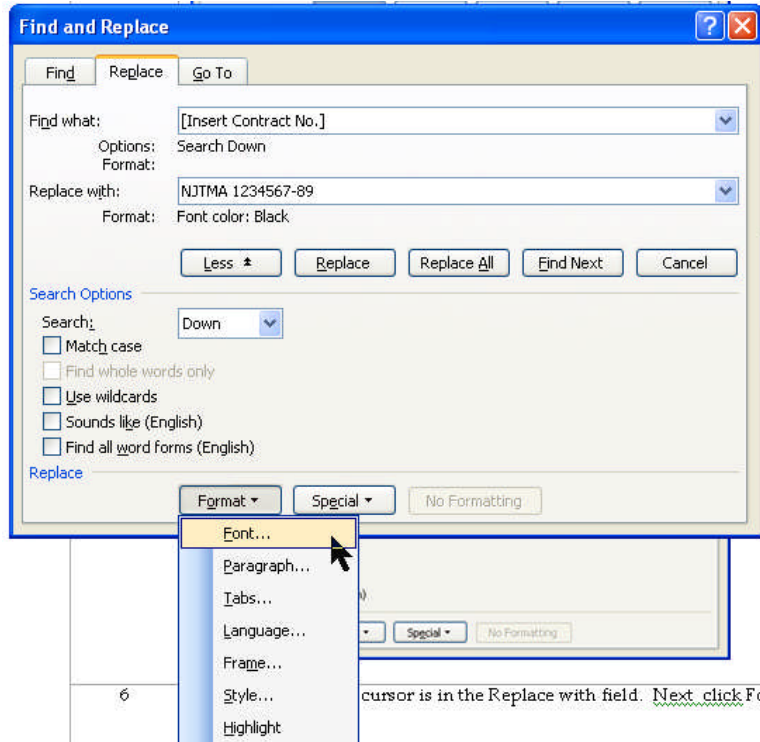 Find and Replace
Find Replace Go To
Find what: [Insert Contract No.]
Options: Search Down
Format:
Replace with: NJTMA 1234567-89
Format: Font color: Black
Less Replace Replace All Find Next Cancel
Search Options
Search: Down
Match case
Find whole words only
Use wildcards
Sounds like (English)
Find all word forms (English)
Replace
Format Special No Formatting
Font...
Paragraph...
Tabs...
Language...
Special No Formatting
Frame...
6 Style... cursor is in the Replace with field. Next click Fo
Highlight